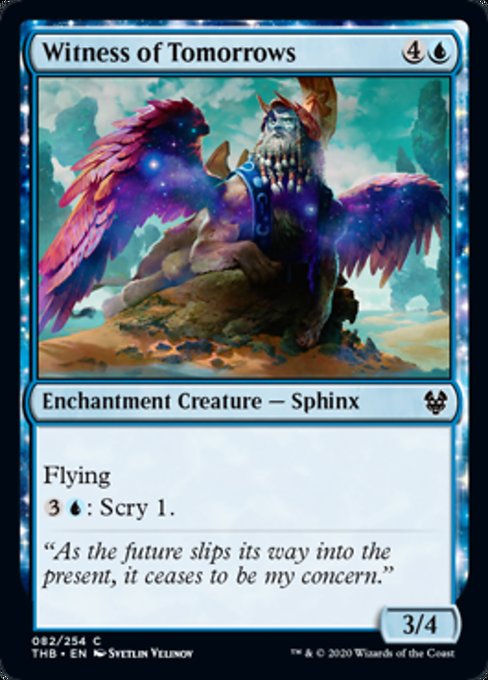 Witness of Tomorrows 4
Enchantment Creature — Sphinx
Flying
3 : Scry 1.
“As the future slips its way into the
present, it ceases to be my concern.”
3/4
082/254 C
THB • EN Svetlin Velinov
™ & © 2020 Wizards of the Coast